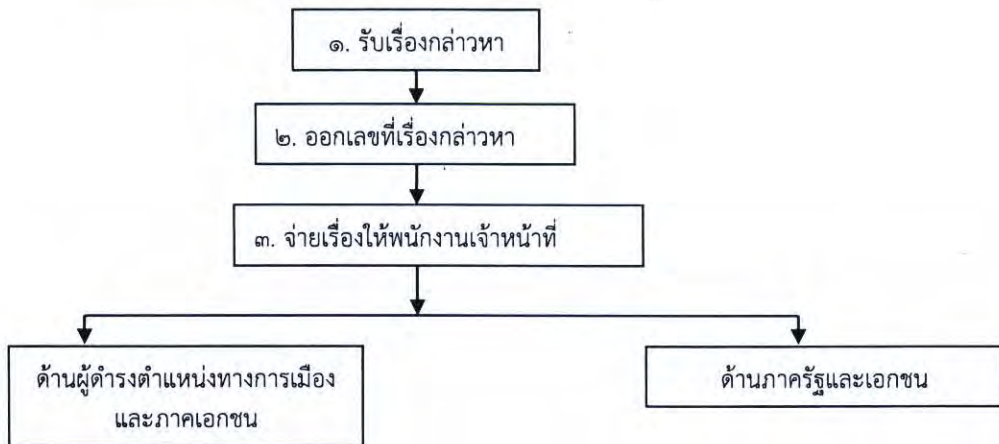 ๑. รับเรื่องกล่าวหา
๒. ออกเลขที่เรื่องกล่าวหา
๓. จ่ายเรื่องให้พนักงานเจ้าหน้าที่
ด้านผู้ดำรงตำแหน่งทางการเมือง
และภาคเอกชน
ด้านภาครัฐและเอกชน